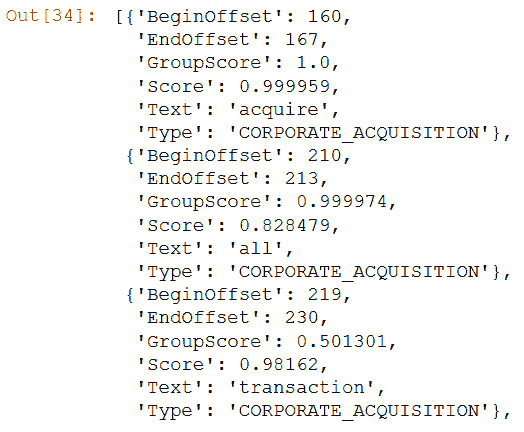 Out[34]: [{'BeginOffset': 160,
'EndOffset': 167,
'GroupScore': 1.0,
'Score': 0.999959,
'Text': 'acquire',
'Type': 'CORPORATE_ACQUISITION'},
{'BeginOffset': 210,
'EndOffset': 213,
'GroupScore': 0.999974,
'Score': 0.828479,
'Text': 'all',
'Type': 'CORPORATE_ACQUISITION'},
{'BeginOffset': 219,
'EndOffset': 230,
'GroupScore': 0.501301,
'Score': 0.98162,
'Text': 'transaction',
'Type': 'CORPORATE_ACQUISITION'},